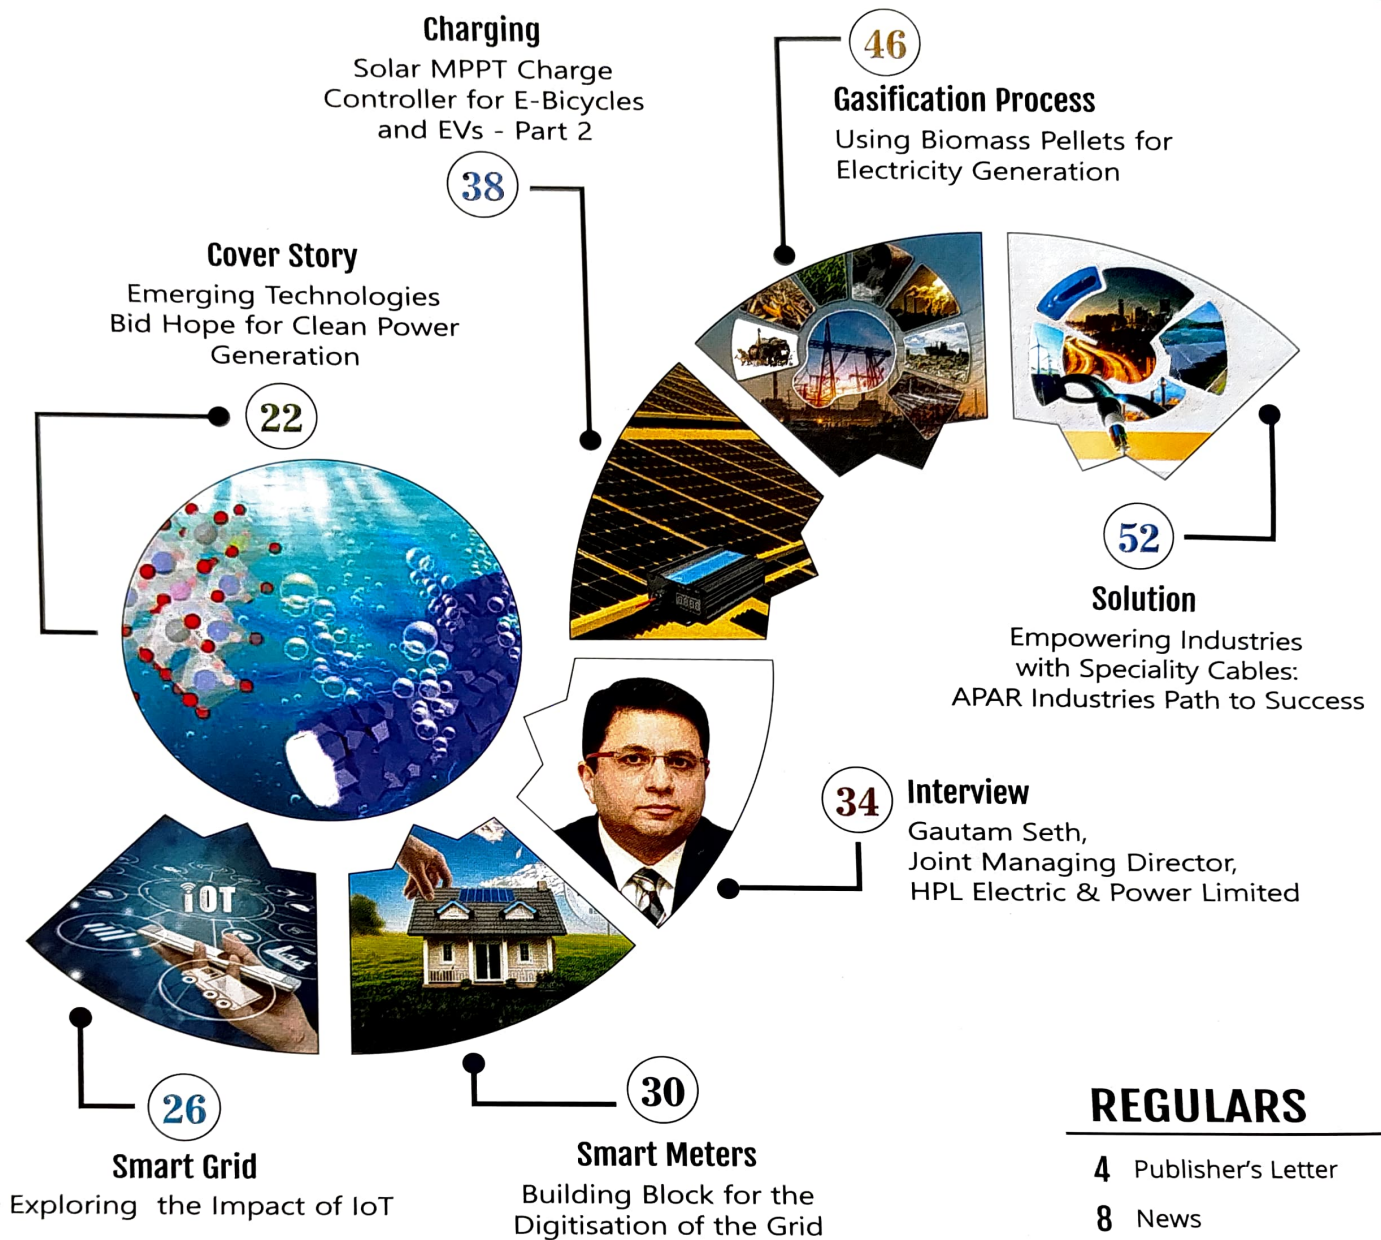 Charging
Solar MPPT Charge
Controller for E-Bicycles
and EVs - Part 2
38
46
Gasification Process
Using Biomass Pellets for
Electricity Generation
Cover Story
Emerging Technologies
Bid Hope for Clean Power
Generation
22
52
Solution
Empowering Industries
with Speciality Cables:
APAR Industries Path to Success
34
Interview
Gautam Seth,
Joint Managing Director,
HPL Electric & Power Limited
iOT
26
Smart Grid
Exploring the Impact of IoT
30
Smart Meters
Building Block for the
Digitisation of the Grid
REGULARS
4 Publisher's Letter
8 News